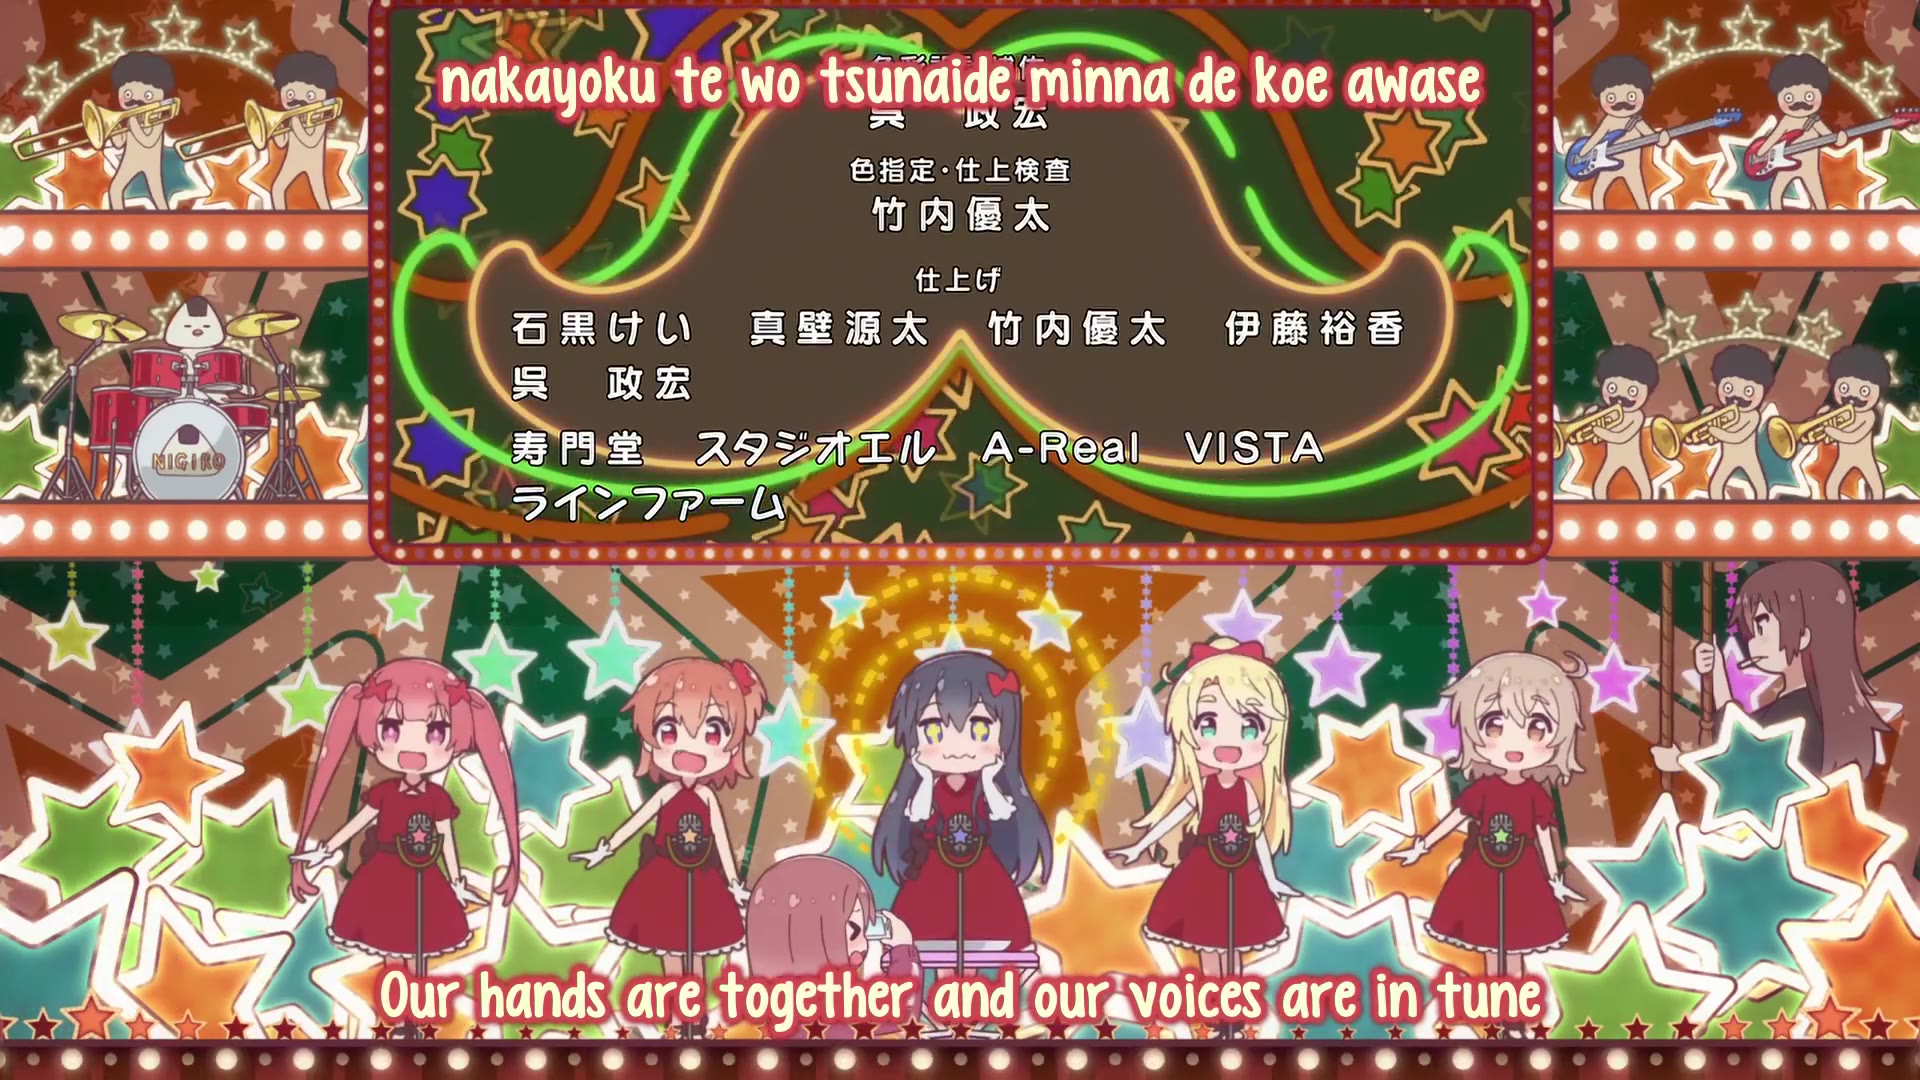 nakayoku te wo tsunaide minna de koe awase
呉 政宏
色指定・仕上検査
竹内優太
仕上げ
石黒けい 真壁源太 竹内優太 伊藤裕香
呉 政宏
寿門堂 スタジオエル A-Real VISTA
ラインファーム
NIGIRO
Our hands are together and our voices are in tune